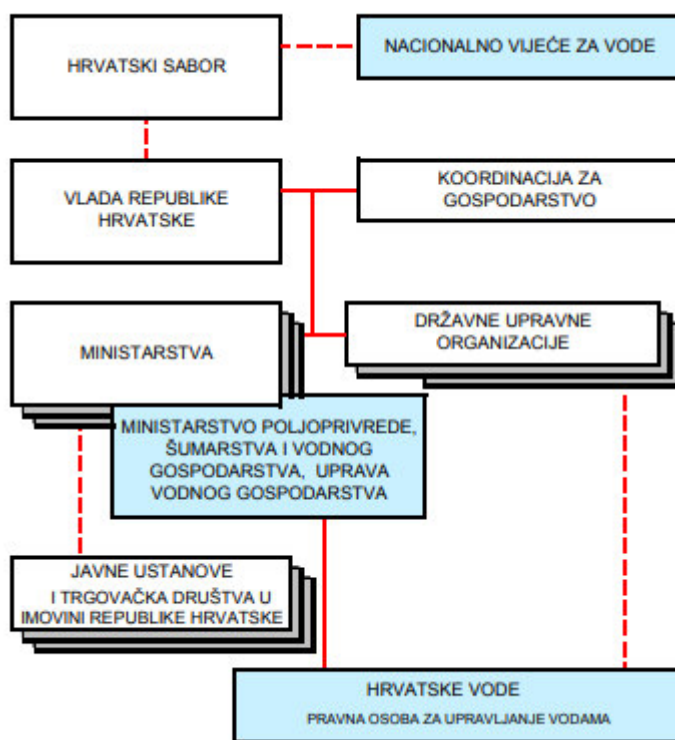 HRVATSKI SABOR
NACIONALNO VIJEĆE ZA VODE
VLADA REPUBLIKE
HRVATSKE
KOORDINACIJA ZA
GOSPODARSTVO
MINISTARSTVA
DRŽAVNE UPRAVNE
ORGANIZACIJE
MINISTARSTVO POLJOPRIVREDE,
ŠUMARSTVA I VODNOG
GOSPODARSTVA, UPRAVA
VODNOG GOSPODARSTVA
JAVNE USTANOVE
I TRGOVAČKA DRUŠTVA U
IMOVINI REPUBLIKE HRVATSKE
HRVATSKE VODE
PRAVNA OSOBA ZA UPRAVLJANJE VODAMA